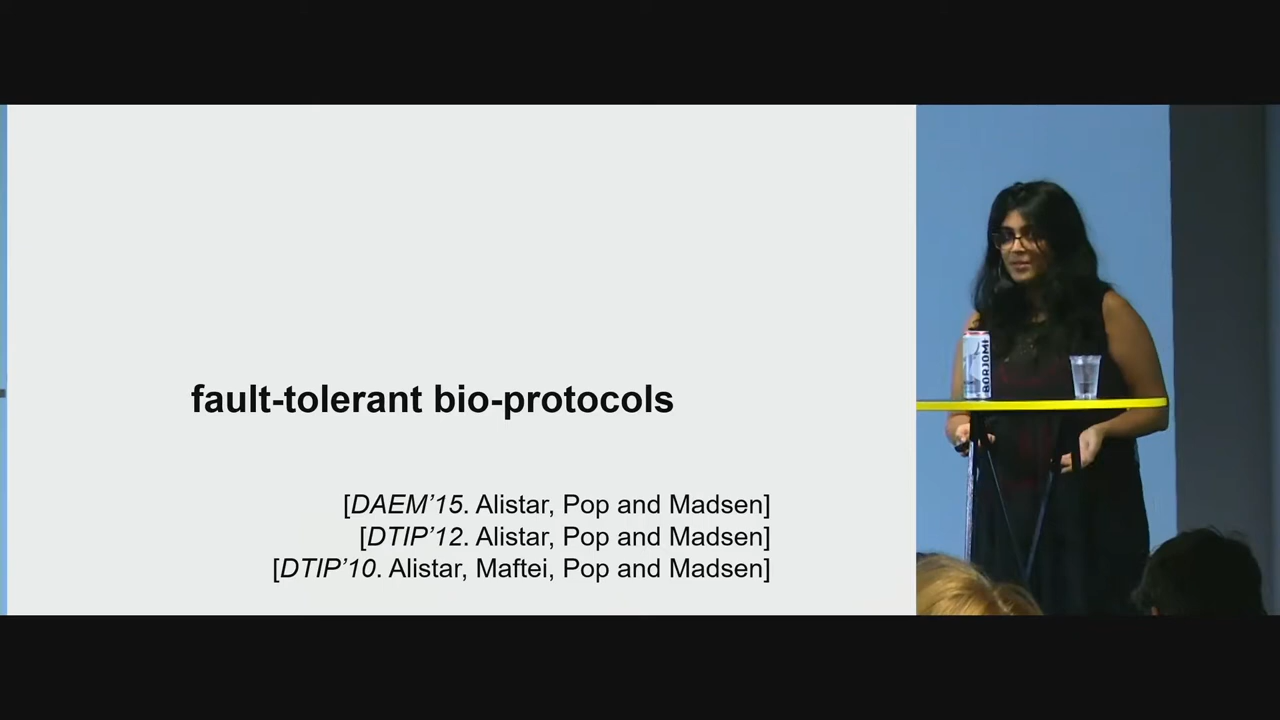 fault-tolerant bio-protocols
[DAEM’15. Alistar, Pop and Madsen]
[DTIP’12. Alistar, Pop and Madsen]
[DTIP’10. Alistar, Maftei, Pop and Madsen]
BORJOMI